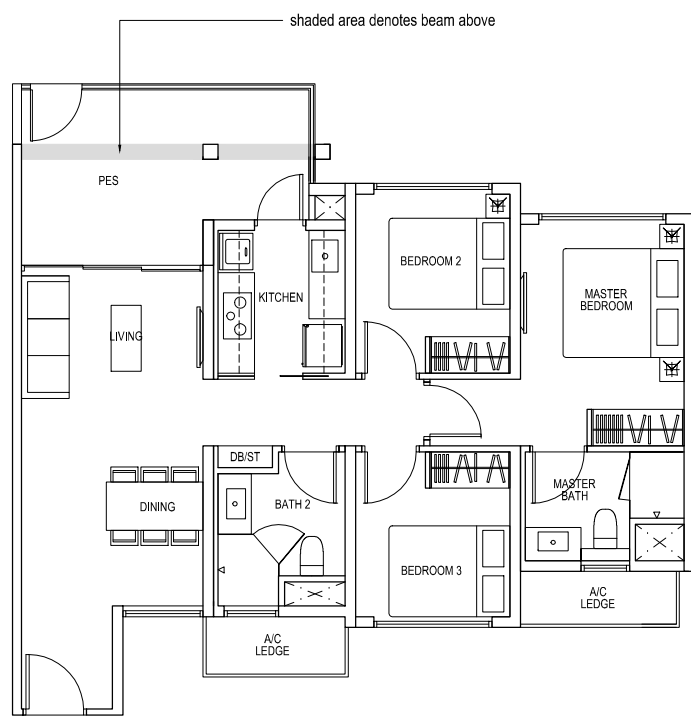 shaded area denotes beam above
PES
BEDROOM 2
KITCHEN
MASTER
BEDROOM
LIVING
DB/ST
MASTER
BATH
BATH 2
DINING
BEDROOM 3
A/C
LEDGE
A/C
LEDGE